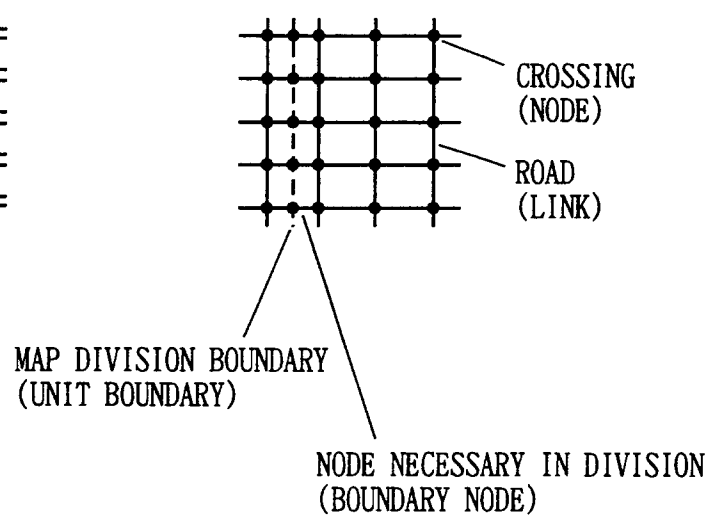 CROSSING
(NODE)
ROAD
(LINK)
MAP DIVISION BOUNDARY
(UNIT BOUNDARY)
NODE NECESSARY IN DIVISION
(BOUNDARY NODE)